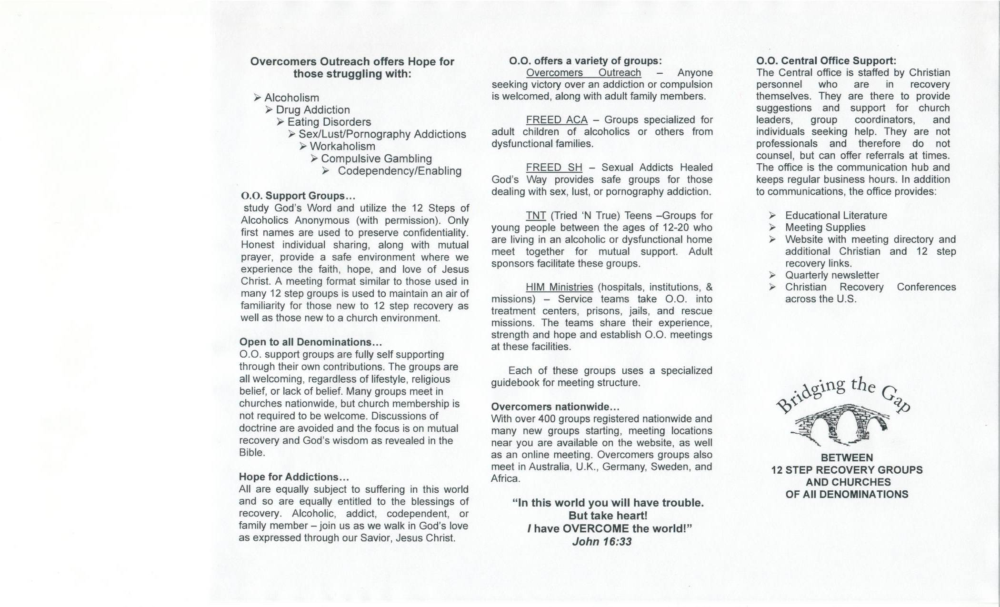 Overcomers Outreach offers Hope for
those struggling with:
➢ Alcoholism
➢ Drug Addiction
➢ Eating Disorders
➢ Sex/Lust/Pornography Addictions
➢ Workaholism
➢ Compulsive Gambling
➢ Codependency/Enabling
O.O. Support Groups...
study God's Word and utilize the 12 Steps of
Alcoholics Anonymous (with permission). Only
first names are used to preserve confidentiality.
Honest individual sharing, along with mutual
prayer, provide a safe environment where we
experience the faith, hope, and love of Jesus
Christ. A meeting format similar to those used in
many 12 step groups is used to maintain an air of
familiarity for those new to 12 step recovery as
well as those new to a church environment.
Open to all Denominations...
O.O. support groups are fully self supporting
through their own contributions. The groups are
all welcoming, regardless of lifestyle, religious
belief, or lack of belief. Many groups meet in
churches nationwide, but church membership is
not required to be welcome. Discussions of
doctrine are avoided and the focus is on mutual
recovery and God's wisdom as revealed in the
Bible.
Hope for Addictions...
All are equally subject to suffering in this world
and so are equally entitled to the blessings of
recovery. Alcoholic, addict, codependent, or
family member – join us as we walk in God's love
as expressed through our Savior, Jesus Christ.
O.O. offers a variety of groups:
Overcomers Outreach – Anyone
seeking victory over an addiction or compulsion
is welcomed, along with adult family members.
FREED ACA – Groups specialized for
adult children of alcoholics or others from
dysfunctional families.
FREED SH – Sexual Addicts Healed
God's Way provides safe groups for those
dealing with sex, lust, or pornography addiction.
TNT (Tried 'N True) Teens –Groups for
young people between the ages of 12-20 who
are living in an alcoholic or dysfunctional home
meet together for mutual support. Adult
sponsors facilitate these groups.
HIM Ministries (hospitals, institutions, &
missions) – Service teams take O.O. into
treatment centers, prisons, jails, and rescue
missions. The teams share their experience,
strength and hope and establish O.O. meetings
at these facilities.
Each of these groups uses a specialized
guidebook for meeting structure.
Overcomers nationwide...
With over 400 groups registered nationwide and
many new groups starting, meeting locations
near you are available on the website, as well
as an online meeting. Overcomers groups also
meet in Australia, U.K., Germany, Sweden, and
Africa.
"In this world you will have trouble.
But take heart!
I have OVERCOME the world!"
John 16:33
O.O. Central Office Support:
The Central office is staffed by Christian
personnel who are in recovery
themselves. They are there to provide
suggestions and support for church
leaders, group coordinators, and
individuals seeking help. They are not
professionals and therefore do not
counsel, but can offer referrals at times.
The office is the communication hub and
keeps regular business hours. In addition
to communications, the office provides:
➢ Educational Literature
➢ Meeting Supplies
➢ Website with meeting directory and
additional Christian and 12 step
recovery links.
➢ Quarterly newsletter
➢ Christian Recovery Conferences
across the U.S.
Bridging the Gap
BETWEEN
12 STEP RECOVERY GROUPS
AND CHURCHES
OF All DENOMINATIONS